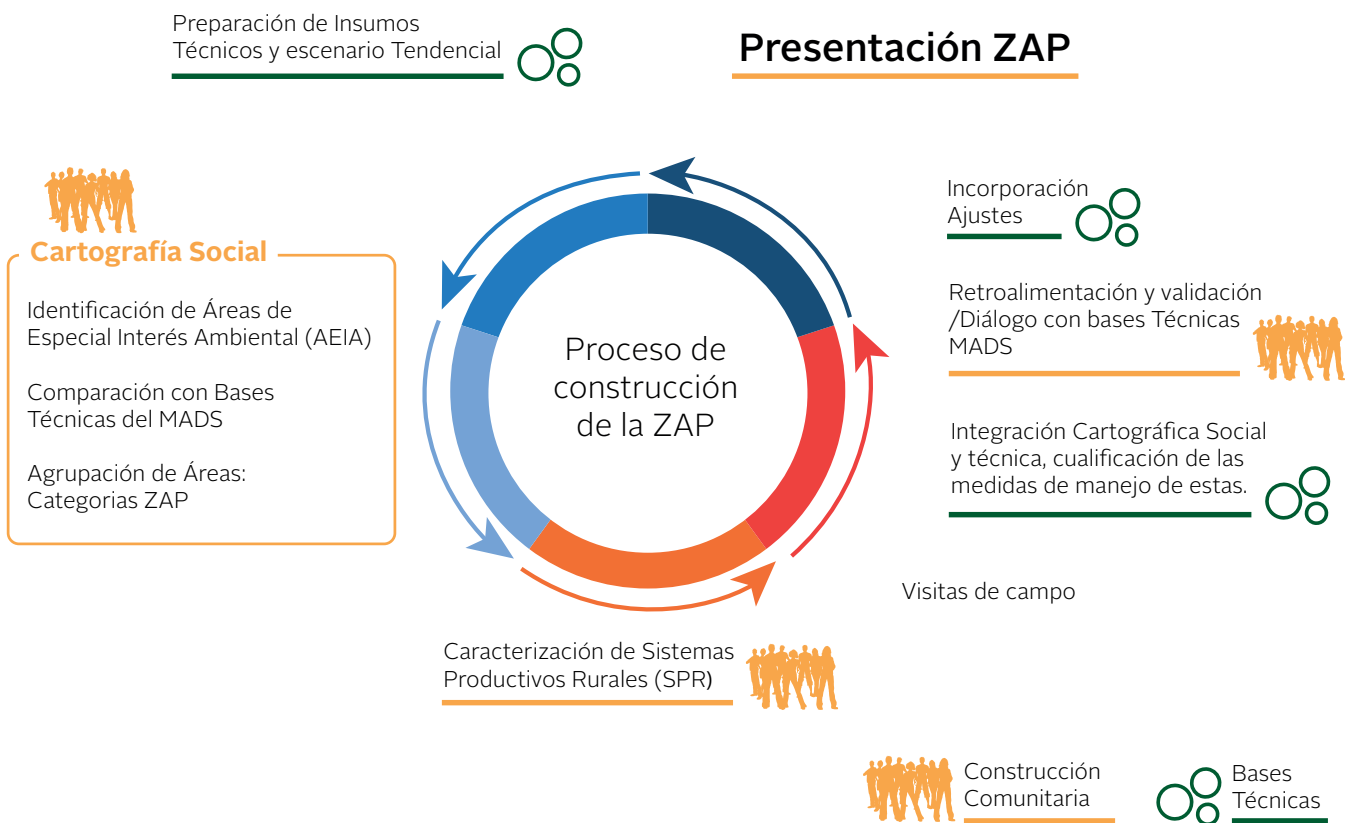 Preparación de Insumos
Técnicos y escenario Tendencial
Presentación ZAP
Cartografía Social
Identificación de Áreas de
Especial Interés Ambiental (AEIA)
Comparación con Bases
Técnicas del MADS
Agrupación de Áreas:
Categorias ZAP
Proceso de
construcción
de la ZAP
Incorporación
Ajustes
Retroalimentación y validación
/Diálogo con bases Técnicas
MADS
Integración Cartográfica Social
y técnica, cualificación de las
medidas de manejo de estas.
Visitas de campo
Caracterización de Sistemas
Productivos Rurales (SPR)
Construcción
Comunitaria
Bases
Técnicas